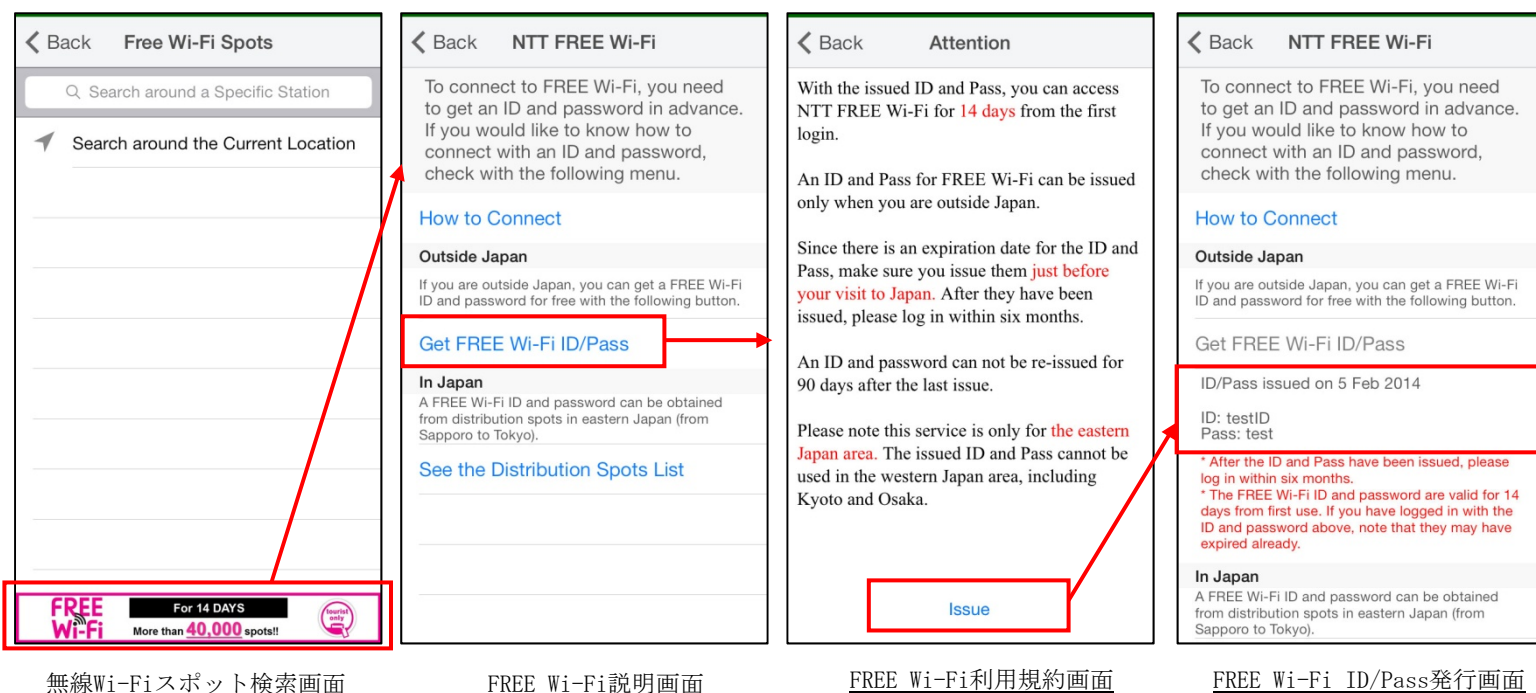 Back Free Wi-Fi Spots
Search around a Specific Station
Search around the Current Location
FREE
Wi-Fi
For 14 DAYS
More than 40,000 spots!!
tourist
only
無線Wi-Fiスポット検索画面
Back NTT FREE Wi-Fi
To connect to FREE Wi-Fi, you need
to get an ID and password in advance.
If you would like to know how to
connect with an ID and password,
check with the following menu.
How to Connect
Outside Japan
If you are outside Japan, you can get a FREE Wi-Fi
ID and password for free with the following button.
Get FREE Wi-Fi ID/Pass
In Japan
A FREE Wi-Fi ID and password can be obtained
from distribution spots in eastern Japan (from
Sapporo to Tokyo).
See the Distribution Spots List
FREE Wi-Fi説明画面
Back Attention
With the issued ID and Pass, you can access
NTT FREE Wi-Fi for 14 days from the first
login.
An ID and Pass for FREE Wi-Fi can be issued
only when you are outside Japan.
Since there is an expiration date for the ID and
Pass, make sure you issue them just before
your visit to Japan. After they have been
issued, please log in within six months.
An ID and password can not be re-issued for
90 days after the last issue.
Please note this service is only for the eastern
Japan area. The issued ID and Pass cannot be
used in the western Japan area, including
Kyoto and Osaka.
Issue
FREE Wi-Fi利用規約画面
Back NTT FREE Wi-Fi
To connect to FREE Wi-Fi, you need
to get an ID and password in advance.
If you would like to know how to
connect with an ID and password,
check with the following menu.
How to Connect
Outside Japan
If you are outside Japan, you can get a FREE Wi-Fi
ID and password for free with the following button.
Get FREE Wi-Fi ID/Pass
ID/Pass issued on 5 Feb 2014
ID: testID
Pass: test
* After the ID and Pass have been issued, please
log in within six months.
* The FREE Wi-Fi ID and password are valid for 14
days from first use. If you have logged in with the
ID and password above, note that they may have
expired already.
In Japan
A FREE Wi-Fi ID and password can be obtained
from distribution spots in eastern Japan (from
Sapporo to Tokyo).
FREE Wi-Fi ID/Pass発行画面